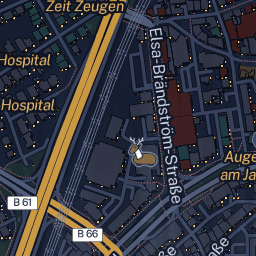 Zeit Zeugen
Elsa-Brändström-Straße
Hospital
Hospital
Auge
am Ja
B 61
B 66